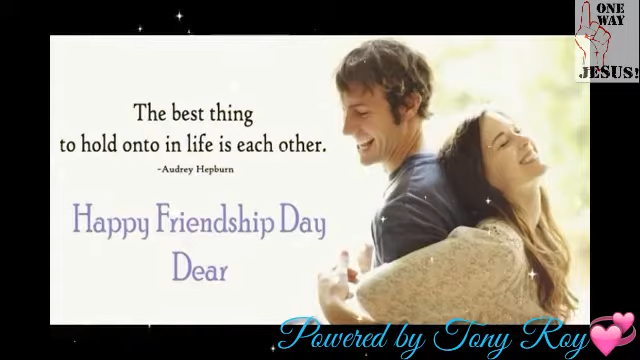 ONE
WAY
JESUS!
The best thing
to hold onto in life is each other.
-Audrey Hepburn
Happy Friendship Day
Dear
Powered by Tony Roy